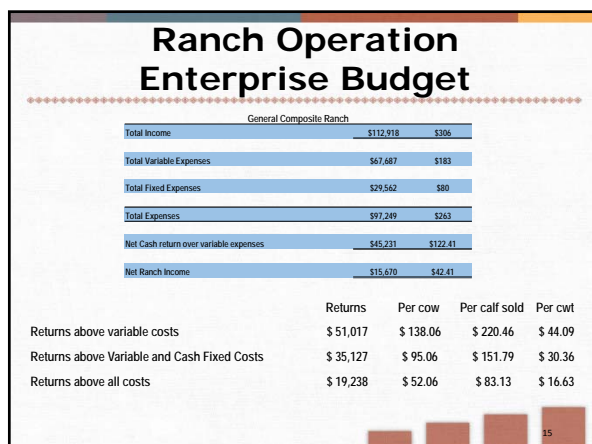 Ranch Operation
Enterprise Budget
General Composite Ranch
Total Income $112,918 $306
Total Variable Expenses $67,687 $183
Total Fixed Expenses $29,562 $80
Total Expenses $97,249 $263
Net Cash return over variable expenses $45,231 $122.41
Net Ranch Income $15,670 $42.41
Returns Per cow Per calf sold Per cwt
Returns above variable costs $ 51,017 $ 138.06 $ 220.46 $ 44.09
Returns above Variable and Cash Fixed Costs $ 35,127 $ 95.06 $ 151.79 $ 30.36
Returns above all costs $ 19,238 $ 52.06 $ 83.13 $ 16.63
15